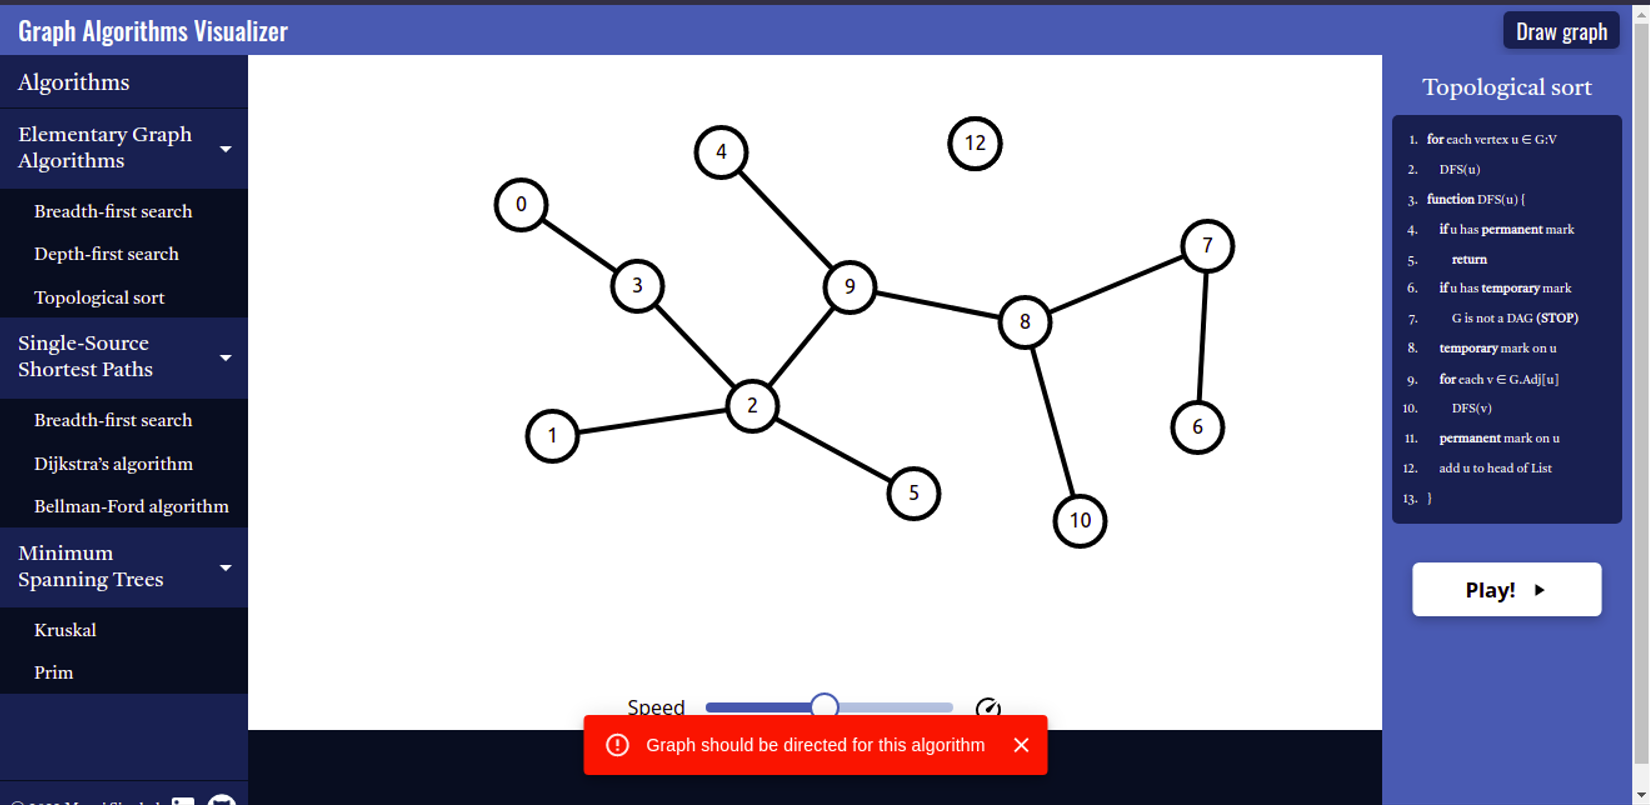 Graph Algorithms Visualizer
Draw graph
Algorithms
Elementary Graph
Algorithms
Breadth-first search
Depth-first search
Topological sort
Single-Source
Shortest Paths
Breadth-first search
Dijkstra's algorithm
Bellman-Ford algorithm
Minimum
Spanning Trees
Kruskal
Prim
4
12
0
7
3
9
8
2
1
6
5
10
Speed
Graph should be directed for this algorithm
Topological sort
1. for each vertex u ∈ G:V
2. DFS(u)
3. function DFS(u) {
4. if u has permanent mark
5. return
6. if u has temporary mark
7. G is not a DAG (STOP)
8. temporary mark on u
9. for each v ∈ G.Adj[u]
10. DFS(v)
11. permanent mark on u
12. add u to head of List
13. }
Play!